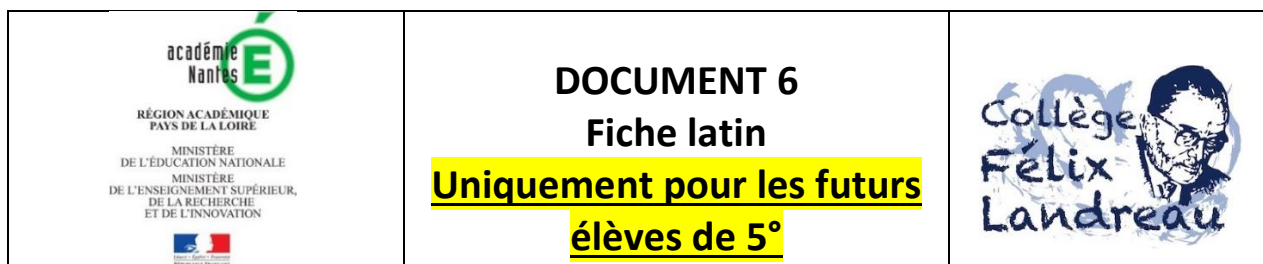 académie
Nantes
RÉGION ACADÉMIQUE
PAYS DE LA LOIRE
MINISTÈRE
DE L'ÉDUCATION NATIONALE
MINISTÈRE
DE L'ENSEIGNEMENT SUPÉRIEUR,
DE LA RECHERCHE
ET DE L'INNOVATION
DOCUMENT 6
Fiche latin
Uniquement pour les futurs
élèves de 5°
Collège
Félix
Landreau